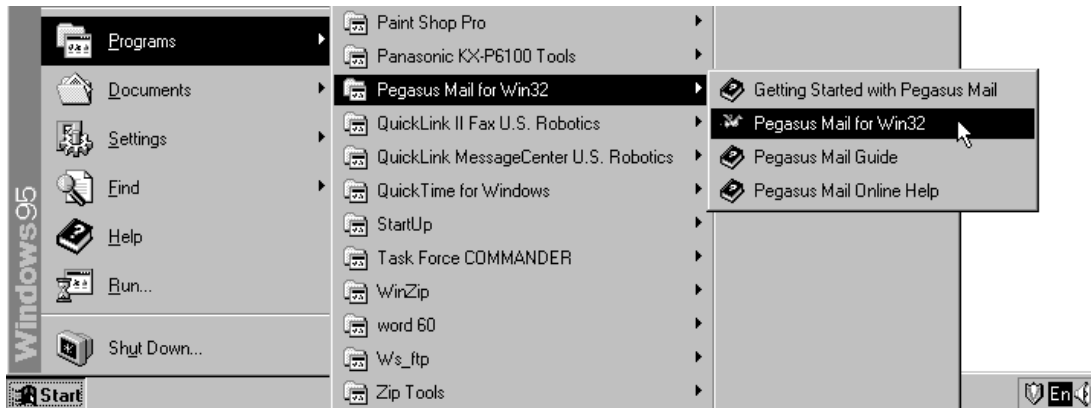 Windows95
Programs
Documents
Settings
Find
Help
Run...
Shut Down...
Paint Shop Pro
Panasonic KX-P6100 Tools
Pegasus Mail for Win32
QuickLink II Fax U.S. Robotics
QuickLink MessageCenter U.S. Robotics
QuickTime for Windows
StartUp
Task Force COMMANDER
WinZip
word 60
Ws_ftp
Zip Tools
Getting Started with Pegasus Mail
Pegasus Mail for Win32
Pegasus Mail Guide
Pegasus Mail Online Help
Start
En